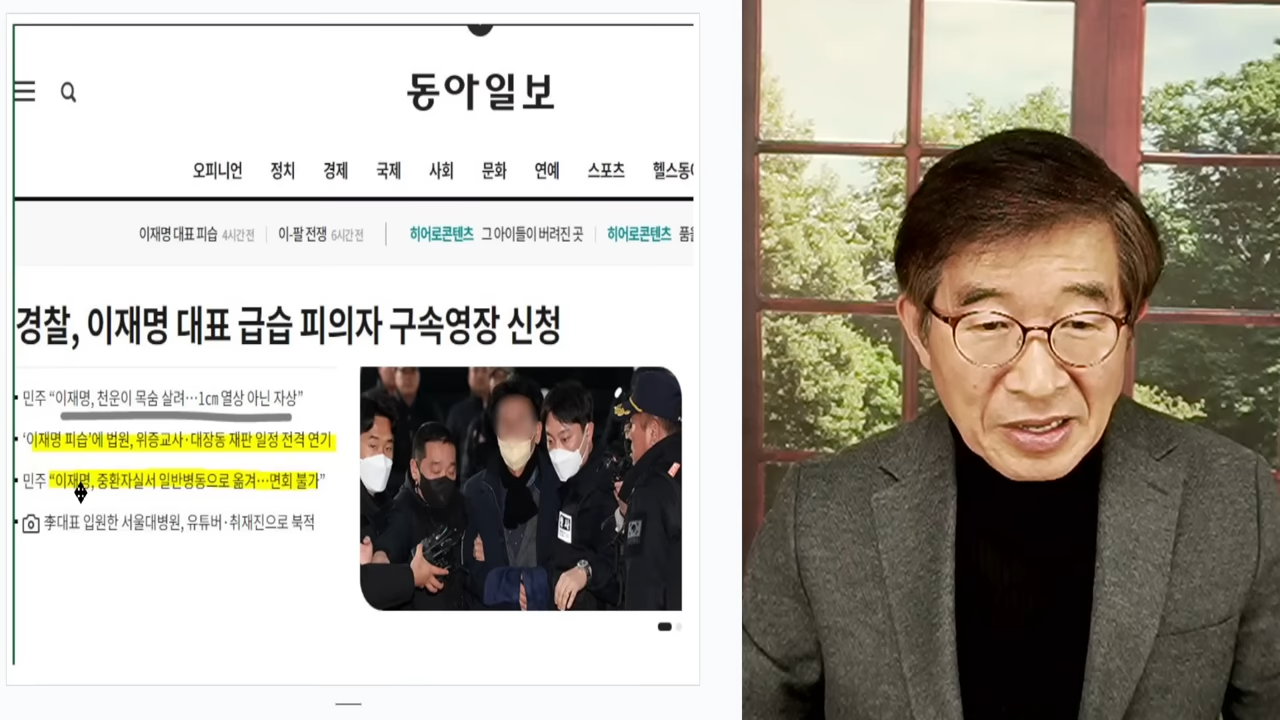 동아일보
오피니언 정치 경제 국제 사회 문화 연예 스포츠
이재명 대표 피습 4시간 전 이-팔 전쟁 6시간 전 히어로콘텐츠 그 아이들이 버려진 곳 히어로콘텐츠
경찰, 이재명 대표 급습 피의자 구속영장 신청
민주 “이재명, 천운이 목숨 살려…1㎝ 열상 아닌 자상”
‘이재명 피습’에 법원, 위증교사·대장동 재판 일정 전격 연기
민주 “이재명, 중환자실서 일반병동으로 옮겨…면회 불가”
李대표 입원한 서울대병원, 유튜버·취재진으로 북적